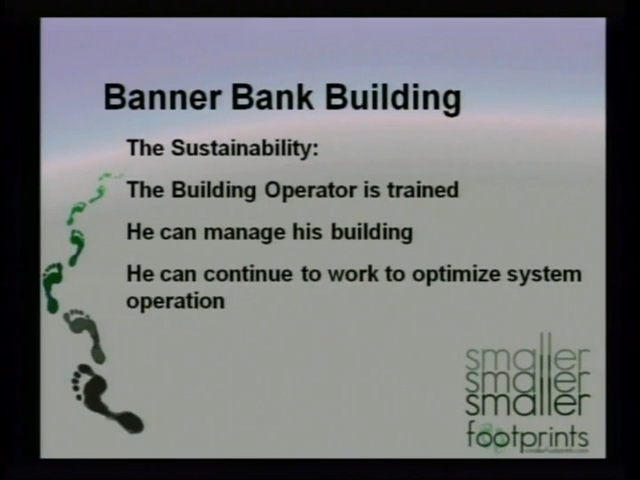 Banner Bank Building
The Sustainability:
The Building Operator is trained
He can manage his building
He can continue to work to optimize system
operation
smaller
smaller
smaller
footprints